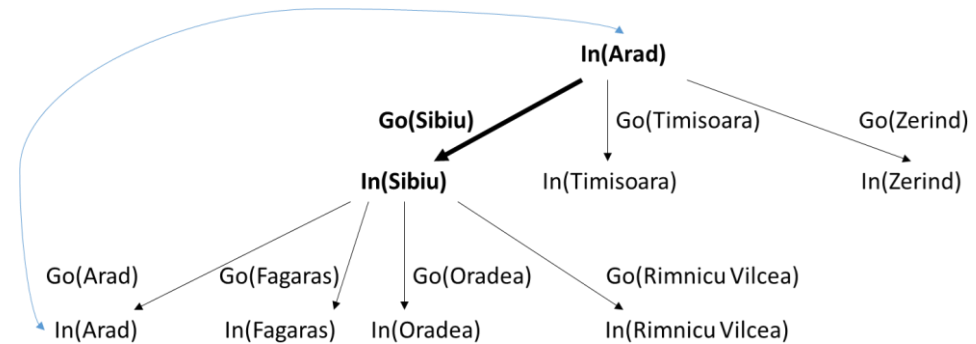 In(Arad)
Go(Sibiu)
Go(Timisoara)
Go(Zerind)
In(Sibiu)
In(Timisoara)
In(Zerind)
Go(Arad)
Go(Fagaras)
Go(Oradea)
Go(Rimnicu Vilcea)
In(Arad)
In(Fagaras)
In(Oradea)
In(Rimnicu Vilcea)